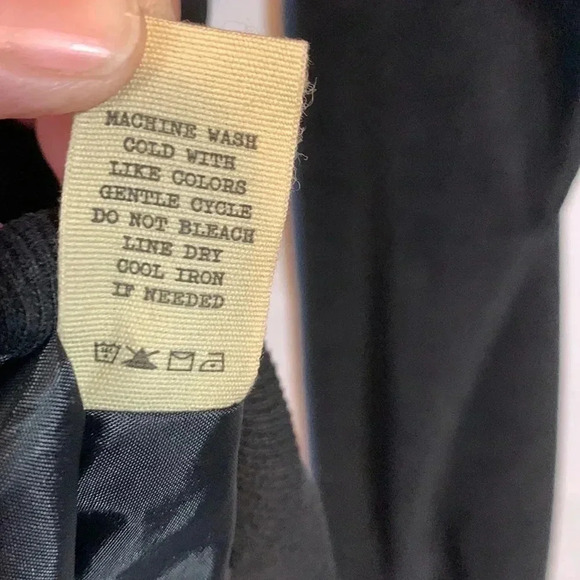 MACHINE WASH
COLD WITH
LIKE COLORS
GENTLE CYCLE
DO NOT BLEACH
LINE DRY
COOL IRON
IF NEEDED